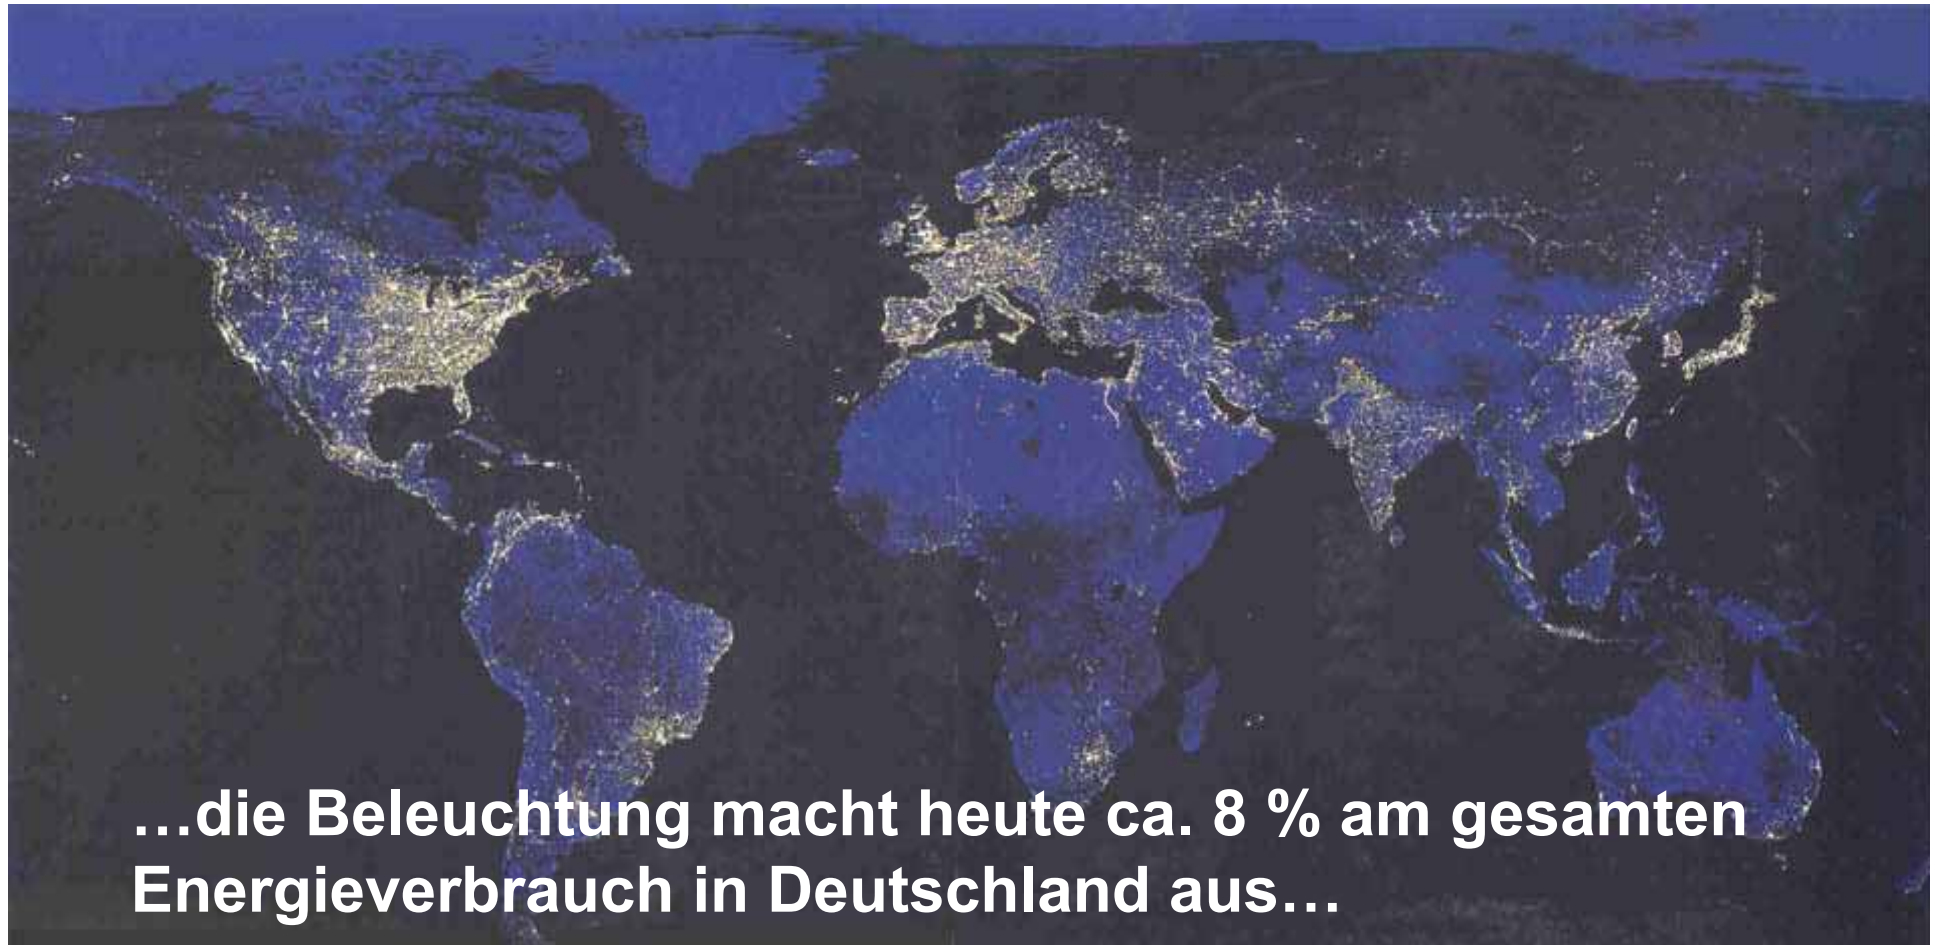 …die Beleuchtung macht heute ca. 8 % am gesamten
Energieverbrauch in Deutschland aus…